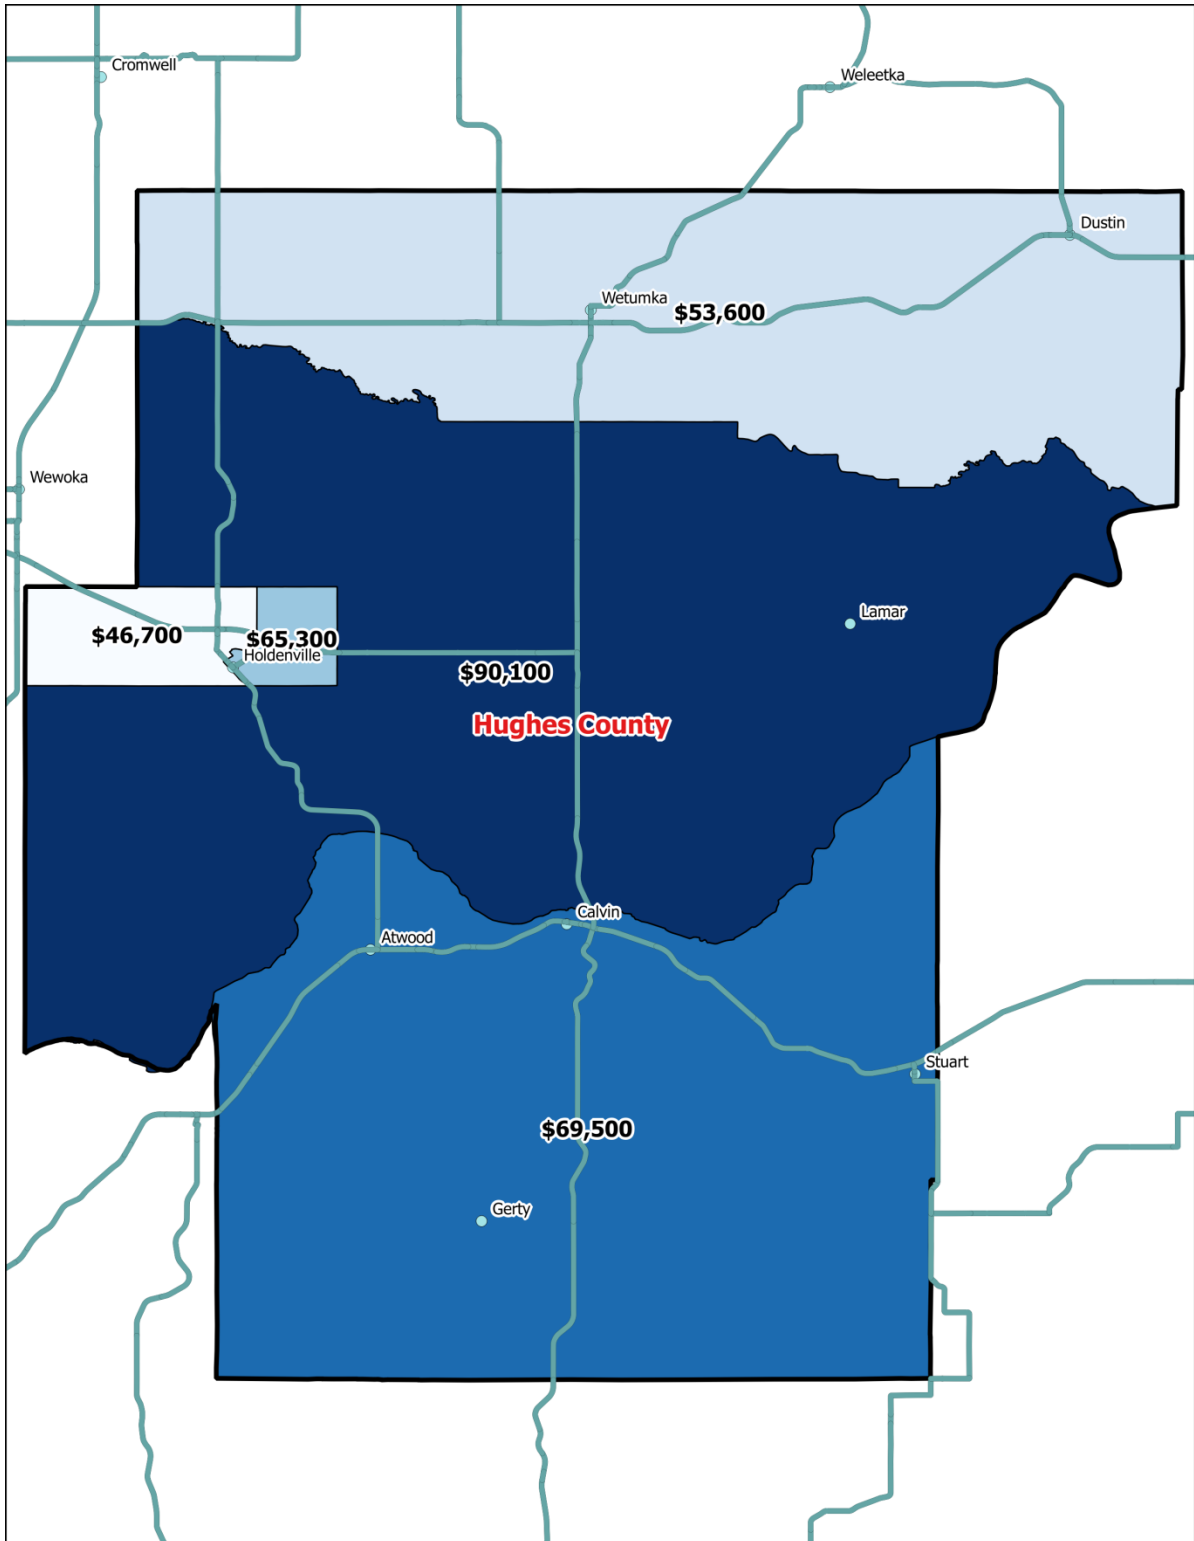 Cromwell
Weleetka
Dustin
Wetumka
$53,600
Wewoka
Lamar
$46,700
$65,300
Holdenville
$90,100
Hughes County
Calvin
Atwood
Stuart
$69,500
Gerty